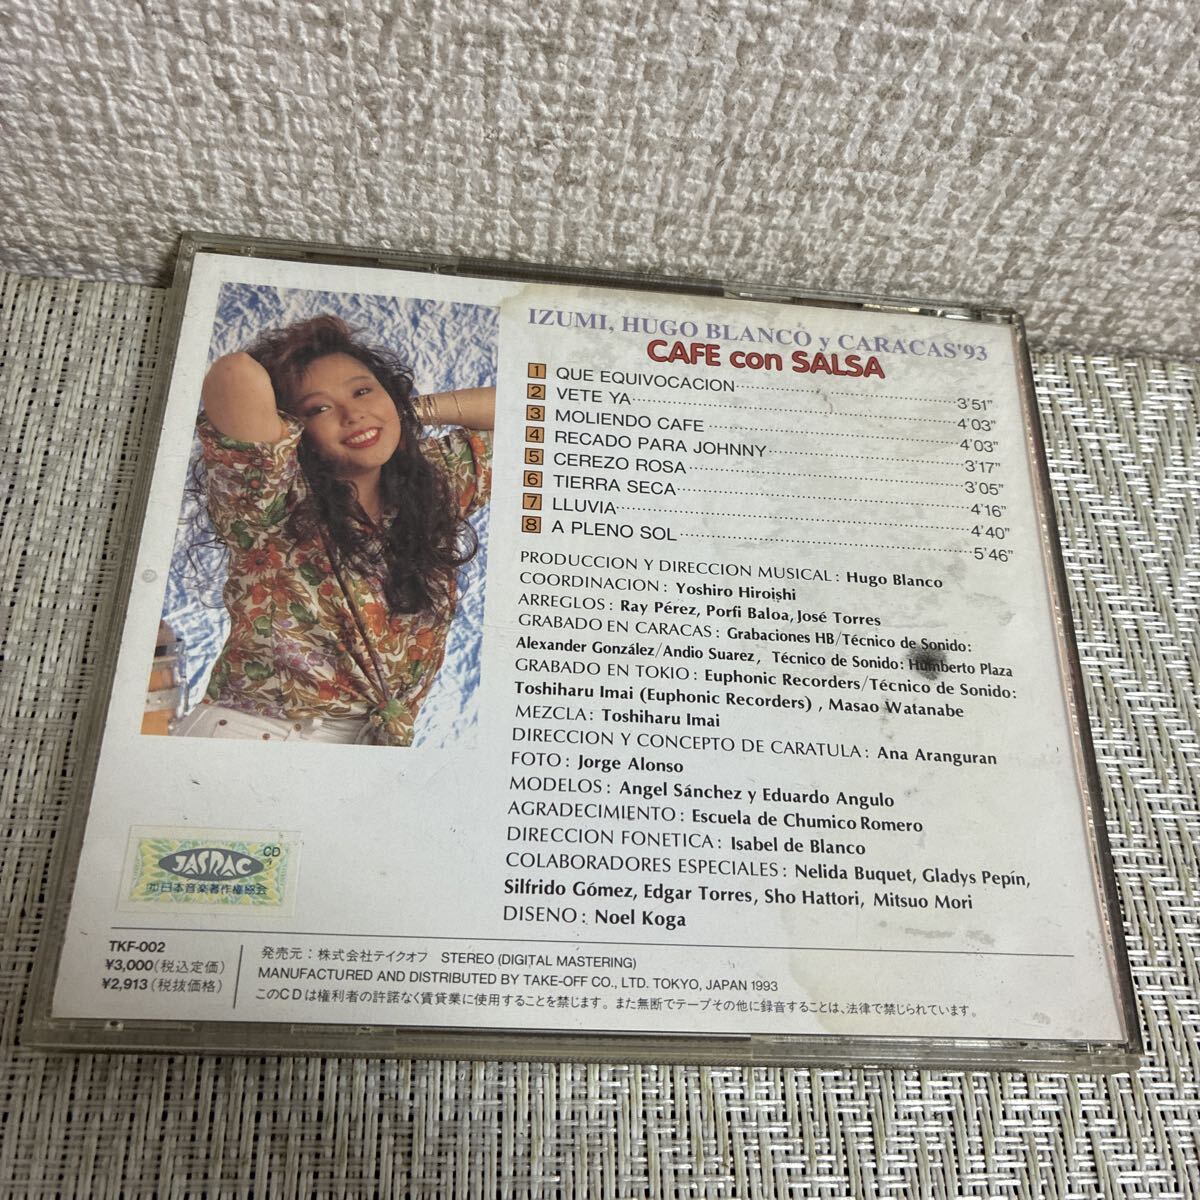 IZUMI, HUGO BLANCO y CARACAS'93
CAFE con SALSA
1 QUE EQUIVOCACION 3'51"
2 VETE YA 4'03"
3 MOLIENDO CAFE 4'03"
4 RECADO PARA JOHNNY 3'17"
5 CEREZO ROSA 3'05"
6 TIERRA SECA 4'16"
7 LLUVIA 4'40"
8 A PLENO SOL 5'46"
PRODUCCION Y DIRECCION MUSICAL : Hugo Blanco
COORDINACION : Yoshiro Hiroishi
ARREGLOS : Ray Pérez, Porfi Baloa, José Torres
GRABADO EN CARACAS : Grabaciones HB/Técnico de Sonido:
Alexander González/Andio Suarez, Técnico de Sonido: Humberto Plaza
GRABADO EN TOKIO : Euphonic Recorders/Técnico de Sonido:
Toshiharu Imai (Euphonic Recorders) , Masao Watanabe
MEZCLA : Toshiharu Imai
DIRECCION Y CONCEPTO DE CARATULA : Ana Aranguran
FOTO : Jorge Alonso
MODELOS : Angel Sánchez y Eduardo Angulo
AGRADECIMIENTO : Escuela de Chumico Romero
DIRECCION FONETICA : Isabel de Blanco
COLABORADORES ESPECIALES : Nelida Buquet, Gladys Pepín,
Silfrido Gómez, Edgar Torres, Sho Hattori, Mitsuo Mori
DISENO : Noel Koga
CD
JASRAC
㈳日本音楽著作権協会
TKF-002
¥3,000(税込定価)
¥2,913(税抜価格)
発売元:株式会社テイクオフ STEREO (DIGITAL MASTERING)
MANUFACTURED AND DISTRIBUTED BY TAKE-OFF CO., LTD. TOKYO, JAPAN 1993
このCDは権利者の許諾なく賃貸業に使用することを禁じます。また無断でテープその他に録音することは、法律で禁じられています。